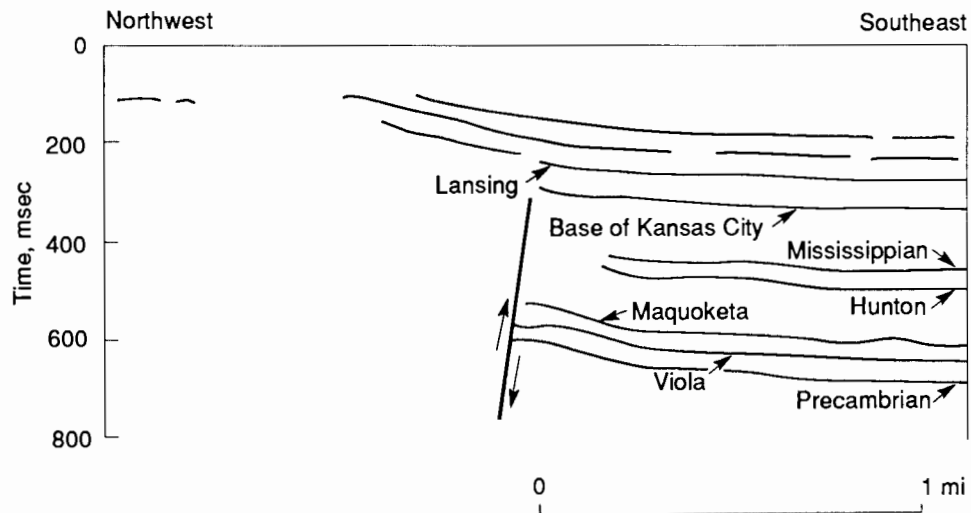 Northwest
Southeast
0
200
400
600
800
Time, msec
Lansing
Base of Kansas City
Mississippian
Hunton
Maquoketa
Viola
Precambrian
0
1 mi